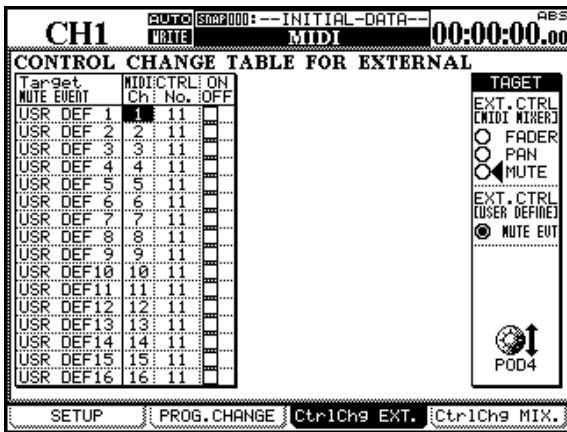 CH1
AUTO SNAP000:--INITIAL-DATA--
WRITE MIDI
ABS
00:00:00.00
CONTROL CHANGE TABLE FOR EXTERNAL
Target MIDI CTRL ON
MUTE EVENT Ch No. OFF
USR DEF 1 1 11
USR DEF 2 2 11
USR DEF 3 3 11
USR DEF 4 4 11
USR DEF 5 5 11
USR DEF 6 6 11
USR DEF 7 7 11
USR DEF 8 8 11
USR DEF 9 9 11
USR DEF10 10 11
USR DEF11 11 11
USR DEF12 12 11
USR DEF13 13 11
USR DEF14 14 11
USR DEF15 15 11
USR DEF16 16 11
TAGET
EXT.CTRL
[MIDI MIXER]
FADER
PAN
MUTE
EXT.CTRL
[USER DEFINE]
MUTE EVT
POD4
SETUP PROG.CHANGE CtrlChg EXT. CtrlChg MIX.